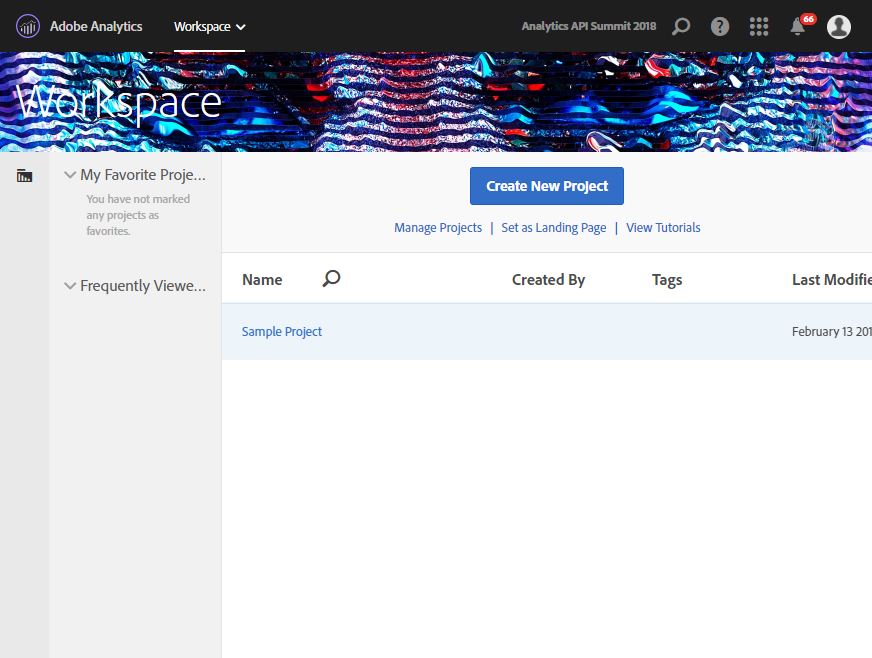 Adobe Analytics
Workspace
Analytics API Summit 2018
?
66
Workspace
My Favorite Proje...
You have not marked
any projects as
favorites.
Frequently Viewe...
Create New Project
Manage Projects | Set as Landing Page | View Tutorials
Name
Created By
Tags
Last Modifie
Sample Project
February 13 201